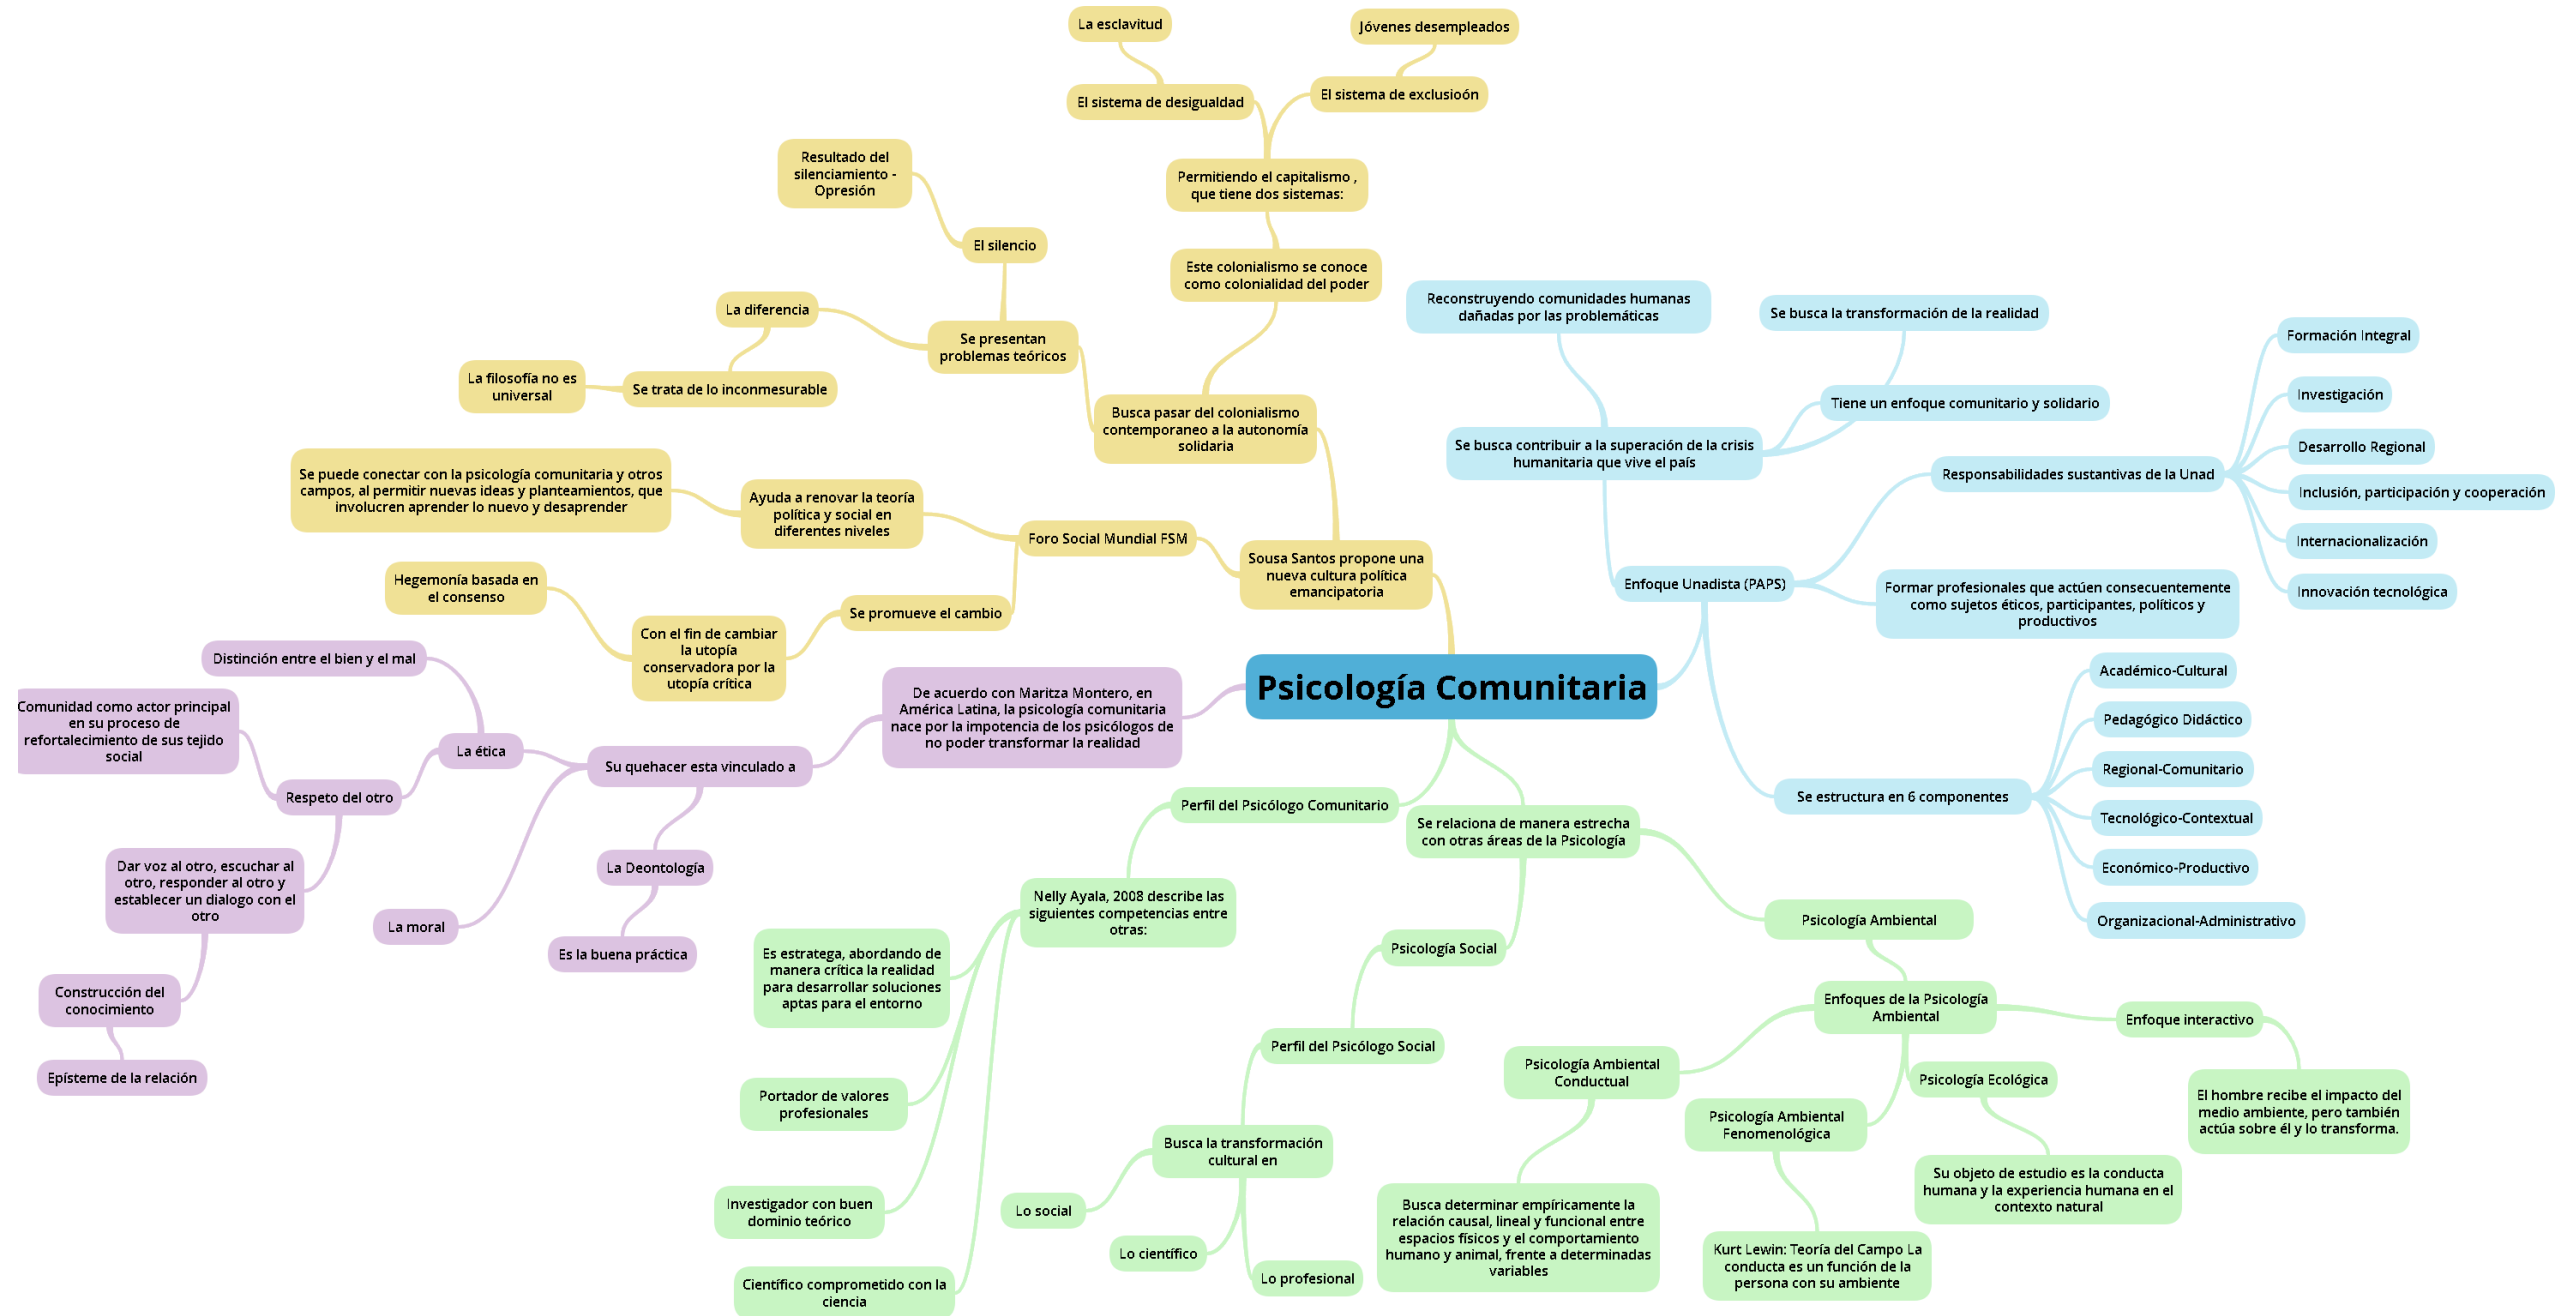 La esclavitud
Jóvenes desempleados
El sistema de desigualdad
El sistema de exclusioón
Resultado del
silenciamiento -
Opresión
Permitiendo el capitalismo ,
que tiene dos sistemas:
El silencio
Este colonialismo se conoce
como colonialidad del poder
La diferencia
Se presentan
problemas teóricos
La filosofía no es
universal
Se trata de lo inconmesurable
Busca pasar del colonialismo
contemporaneo a la autonomía
solidaria
Se puede conectar con la psicología comunitaria y otros
campos, al permitir nuevas ideas y planteamientos, que
involucren aprender lo nuevo y desaprender
Ayuda a renovar la teoría
política y social en
diferentes niveles
Foro Social Mundial FSM
Sousa Santos propone una
nueva cultura política
emancipatoria
Hegemonía basada en
el consenso
Se promueve el cambio
Con el fin de cambiar
la utopía
conservadora por la
utopía crítica
Reconstruyendo comunidades humanas
dañadas por las problemáticas
Se busca la transformación de la realidad
Tiene un enfoque comunitario y solidario
Se busca contribuir a la superación de la crisis
humanitaria que vive el país
Responsabilidades sustantivas de la Unad
Formación Integral
Investigación
Desarrollo Regional
Inclusión, participación y cooperación
Internacionalización
Innovación tecnológica
Enfoque Unadista (PAPS)
Formar profesionales que actúen consecuentemente
como sujetos éticos, participantes, políticos y
productivos
Se estructura en 6 componentes
Académico-Cultural
Pedagógico Didáctico
Regional-Comunitario
Tecnológico-Contextual
Económico-Productivo
Organizacional-Administrativo
Psicología Comunitaria
De acuerdo con Maritza Montero, en
América Latina, la psicología comunitaria
nace por la impotencia de los psicólogos de
no poder transformar la realidad
Su quehacer esta vinculado a
Distinción entre el bien y el mal
Comunidad como actor principal
en su proceso de
refortalecimiento de sus tejido
social
La ética
Respeto del otro
Dar voz al otro, escuchar al
otro, responder al otro y
establecer un dialogo con el
otro
Construcción del
conocimiento
Epísteme de la relación
La moral
La Deontología
Es la buena práctica
Perfil del Psicólogo Comunitario
Se relaciona de manera estrecha
con otras áreas de la Psicología
Nelly Ayala, 2008 describe las
siguientes competencias entre
otras:
Es estratega, abordando de
manera crítica la realidad
para desarrollar soluciones
aptas para el entorno
Portador de valores
profesionales
Investigador con buen
dominio teórico
Científico comprometido con la
ciencia
Psicología Social
Perfil del Psicólogo Social
Busca la transformación
cultural en
Lo social
Lo científico
Lo profesional
Psicología Ambiental
Enfoques de la Psicología
Ambiental
Enfoque interactivo
El hombre recibe el impacto del
medio ambiente, pero también
actúa sobre él y lo transforma.
Psicología Ambiental
Conductual
Busca determinar empíricamente la
relación causal, lineal y funcional entre
espacios físicos y el comportamiento
humano y animal, frente a determinadas
variables
Psicología Ambiental
Fenomenológica
Kurt Lewin: Teoría del Campo La
conducta es un función de la
persona con su ambiente
Psicología Ecológica
Su objeto de estudio es la conducta
humana y la experiencia humana en el
contexto natural